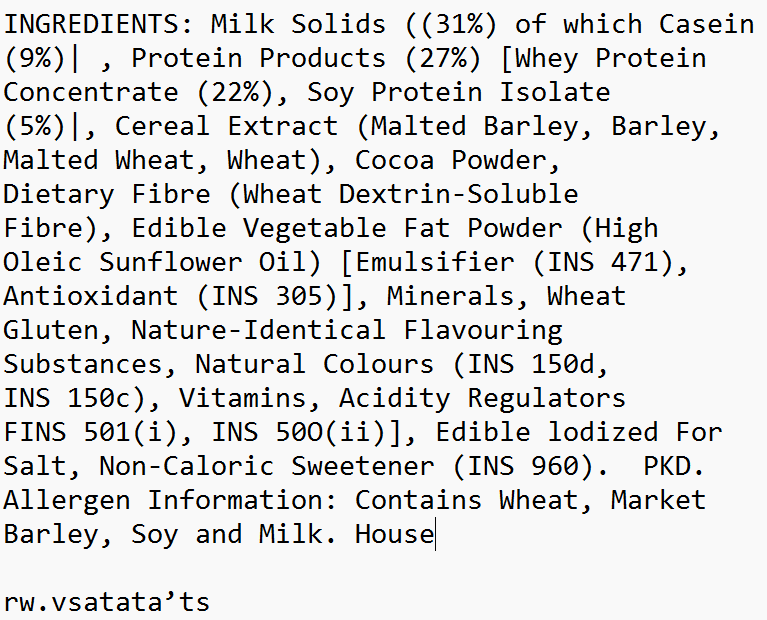 INGREDIENTS: Milk Solids ((31%) of which Casein
(9%)| , Protein Products (27%) [Whey Protein
Concentrate (22%), Soy Protein Isolate
(5%)|, Cereal Extract (Malted Barley, Barley,
Malted Wheat, Wheat), Cocoa Powder,
Dietary Fibre (Wheat Dextrin-Soluble
Fibre), Edible Vegetable Fat Powder (High
Oleic Sunflower Oil) [Emulsifier (INS 471),
Antioxidant (INS 305)], Minerals, Wheat
Gluten, Nature-Identical Flavouring
Substances, Natural Colours (INS 150d,
INS 150c), Vitamins, Acidity Regulators
FINS 501(i), INS 50O(ii)], Edible lodized For
Salt, Non-Caloric Sweetener (INS 960).  PKD.
Allergen Information: Contains Wheat, Market
Barley, Soy and Milk. House
rw.vsatata’ts